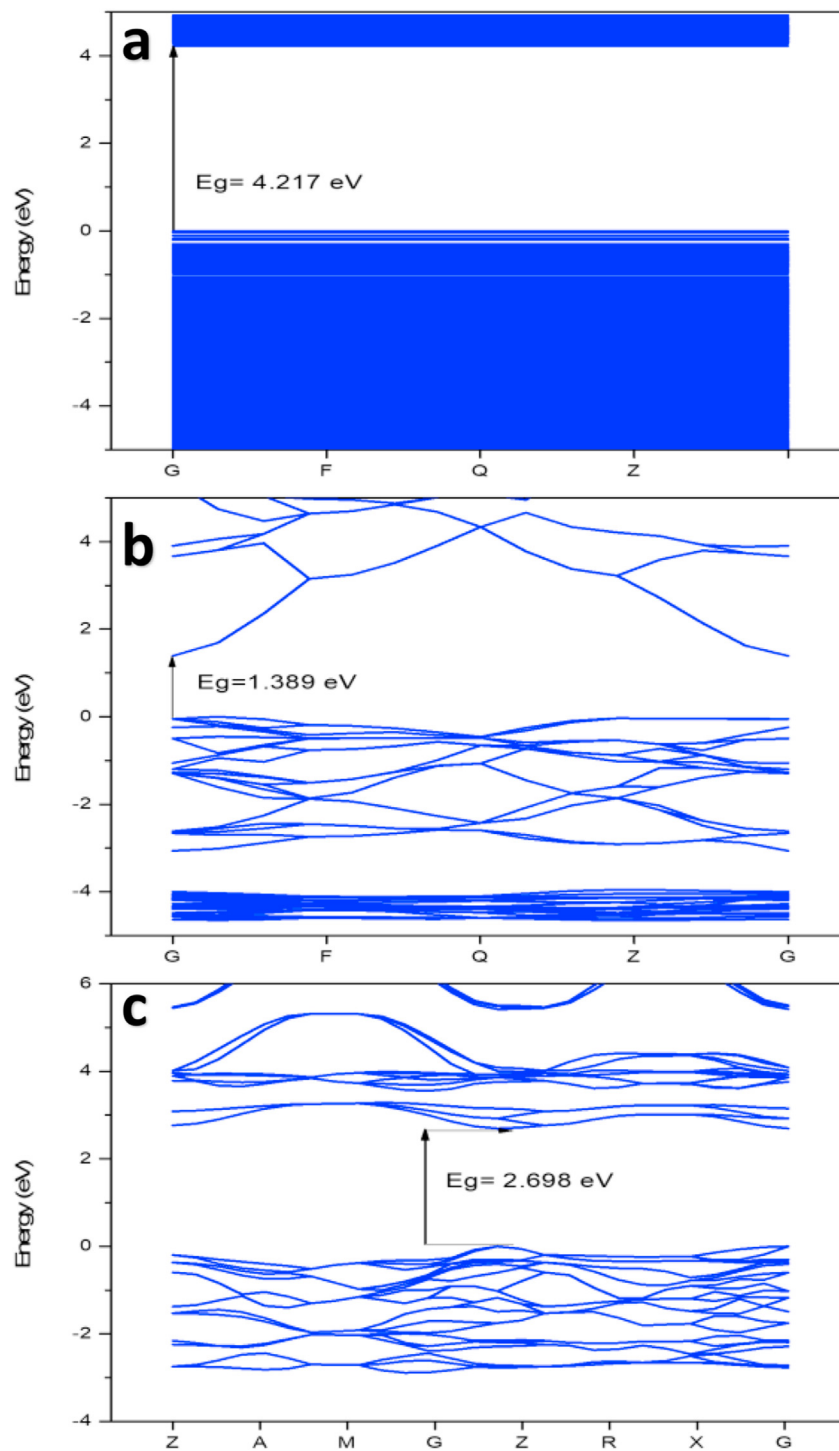 a
4
2
0
-2
-4
Energy (eV)
Eg= 4.217 eV
G F Q Z
b
4
2
0
-2
-4
Energy (eV)
Eg=1.389 eV
G F Q Z G
c
6
4
2
0
-2
-4
Energy (eV)
Eg= 2.698 eV
Z A M G Z R X G